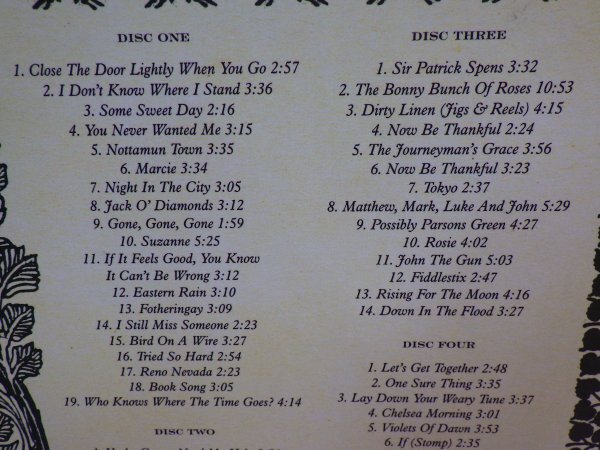 DISC ONE
1. Close The Door Lightly When You Go 2:57
2. I Don't Know Where I Stand 3:36
3. Some Sweet Day 2:16
4. You Never Wanted Me 3:15
5. Nottamun Town 3:35
6. Marcie 3:34
7. Night In The City 3:05
8. Jack O' Diamonds 3:12
9. Gone, Gone, Gone 1:59
10. Suzanne 5:25
11. If It Feels Good, You Know
It Can't Be Wrong 3:12
12. Eastern Rain 3:10
13. Fotheringay 3:09
14. I Still Miss Someone 2:23
15. Bird On A Wire 3:27
16. Tried So Hard 2:54
17. Reno Nevada 2:23
18. Book Song 3:05
19. Who Knows Where The Time Goes? 4:14
DISC TWO
DISC THREE
1. Sir Patrick Spens 3:32
2. The Bonny Bunch Of Roses 10:53
3. Dirty Linen (Jigs & Reels) 4:15
4. Now Be Thankful 2:24
5. The Journeyman's Grace 3:56
6. Now Be Thankful 3:23
7. Tokyo 2:37
8. Matthew, Mark, Luke And John 5:29
9. Possibly Parsons Green 4:27
10. Rosie 4:02
11. John The Gun 5:03
12. Fiddlestix 2:47
13. Rising For The Moon 4:16
14. Down In The Flood 3:27
DISC FOUR
1. Let's Get Together 2:48
2. One Sure Thing 3:35
3. Lay Down Your Weary Tune 3:37
4. Chelsea Morning 3:01
5. Violets Of Dawn 3:53
6. If (Stomp) 2:35